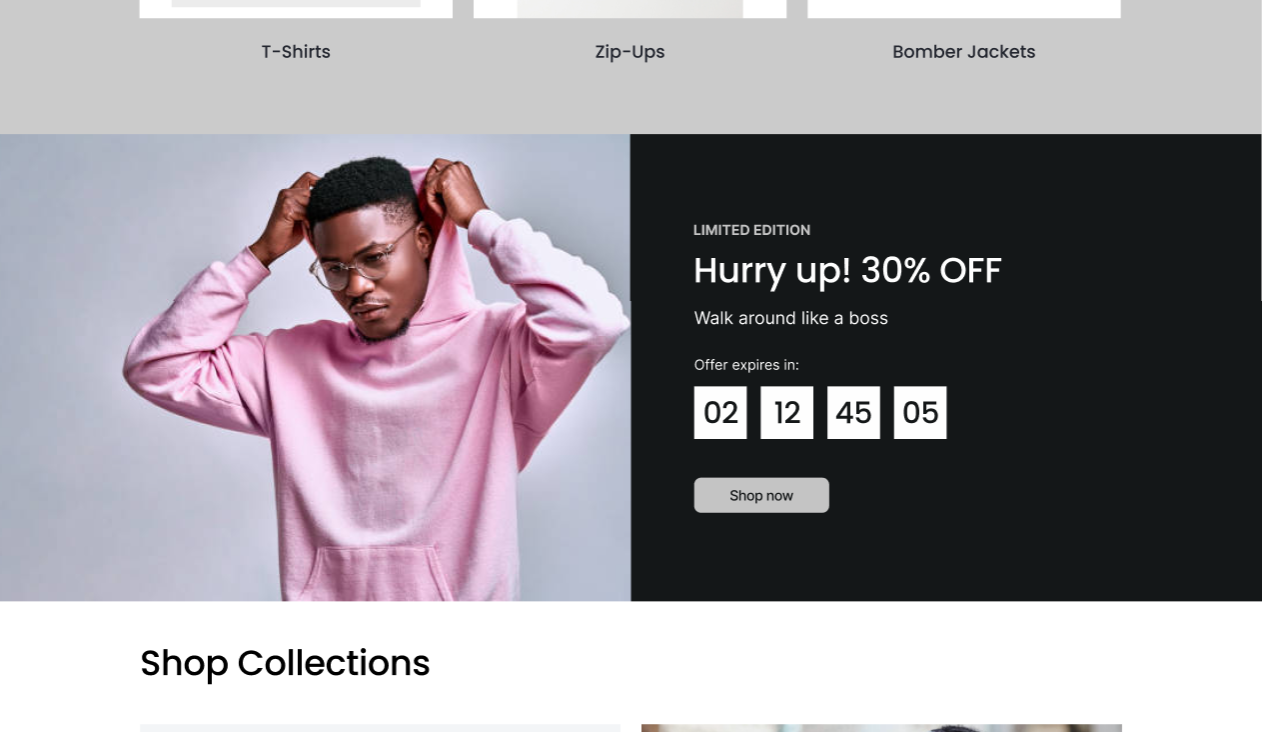 T-Shirts
Zip-Ups
Bomber Jackets
LIMITED EDITION
Hurry up! 30% OFF
Walk around like a boss
Offer expires in:
02 12 45 05
Shop now
Shop Collections